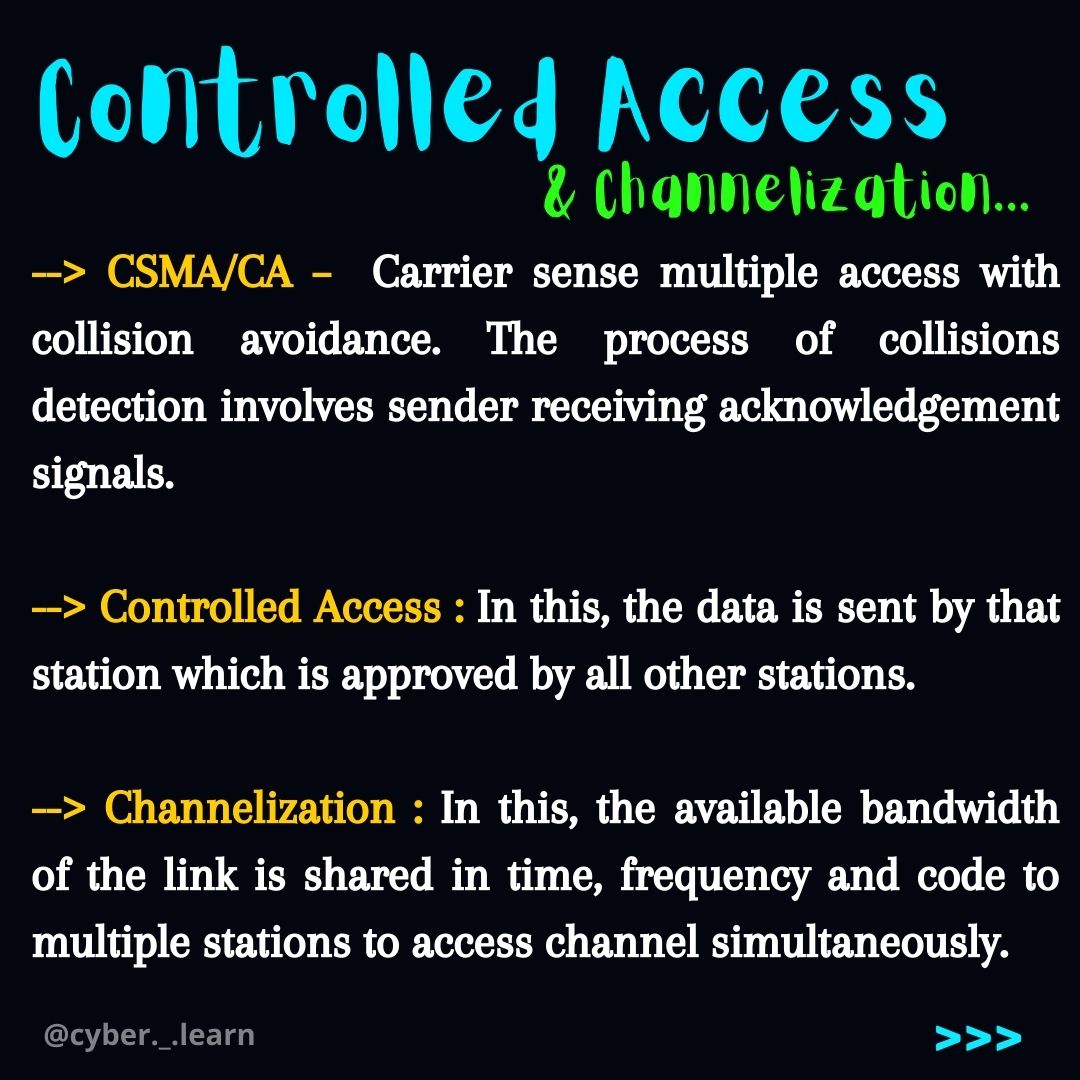 Controlled Access
& Channelization...
--> CSMA/CA – Carrier sense multiple access with
collision avoidance. The process of collisions
detection involves sender receiving acknowledgement
signals.
--> Controlled Access : In this, the data is sent by that
station which is approved by all other stations.
--> Channelization : In this, the available bandwidth
of the link is shared in time, frequency and code to
multiple stations to access channel simultaneously.
@cyber._.learn
>>>